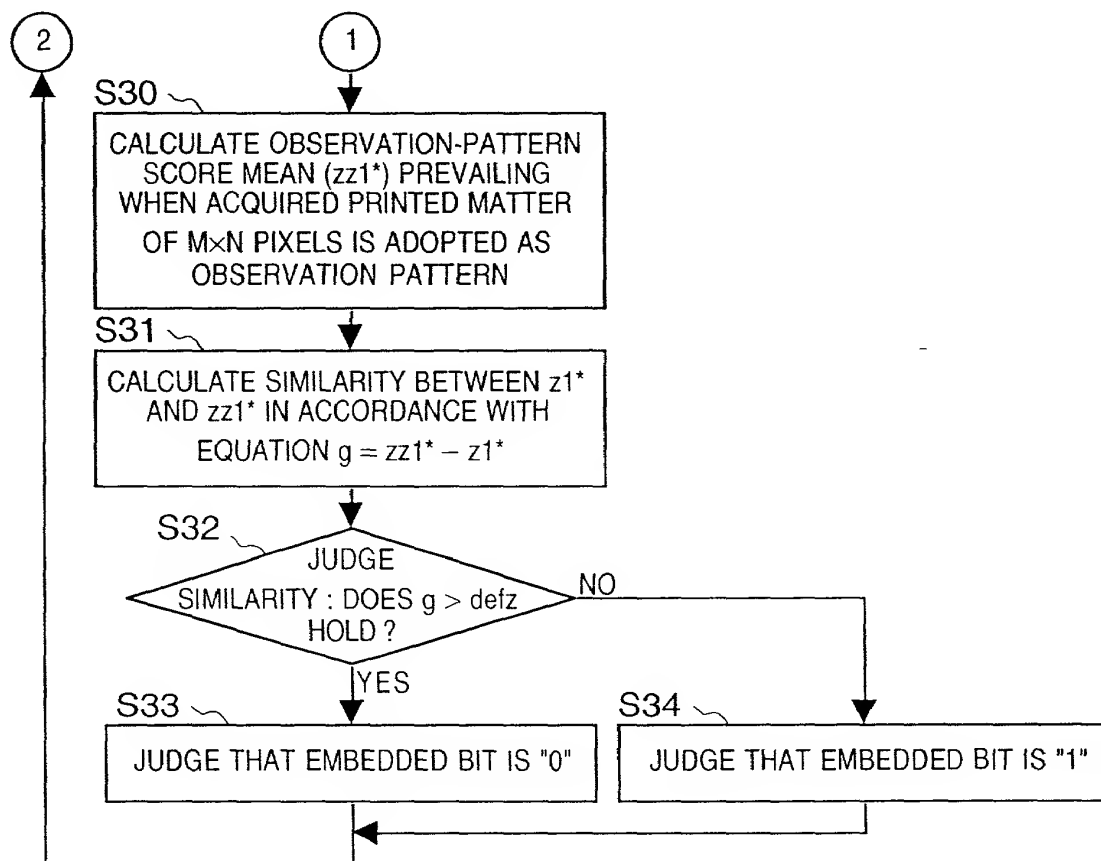 2
1
S30
CALCULATE OBSERVATION-PATTERN
SCORE MEAN (zz1*) PREVAILING
WHEN ACQUIRED PRINTED MATTER
OF M×N PIXELS IS ADOPTED AS
OBSERVATION PATTERN
S31
CALCULATE SIMILARITY BETWEEN z1*
AND zz1* IN ACCORDANCE WITH
EQUATION g = zz1* – z1*
S32
JUDGE
SIMILARITY : DOES g > defz
HOLD ?
NO
YES
S33
JUDGE THAT EMBEDDED BIT IS "0"
S34
JUDGE THAT EMBEDDED BIT IS "1"